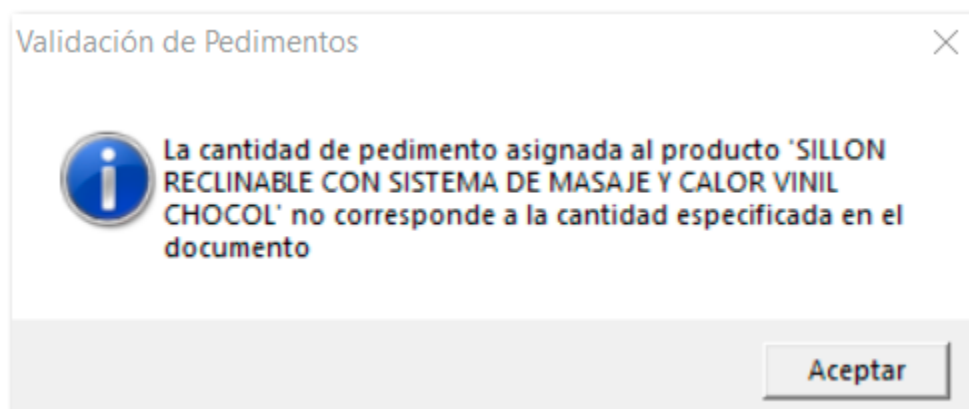 Validación de Pedimentos
La cantidad de pedimento asignada al producto 'SILLON
RECLINABLE CON SISTEMA DE MASAJE Y CALOR VINIL
CHOCOL' no corresponde a la cantidad especificada en el
documento
Aceptar